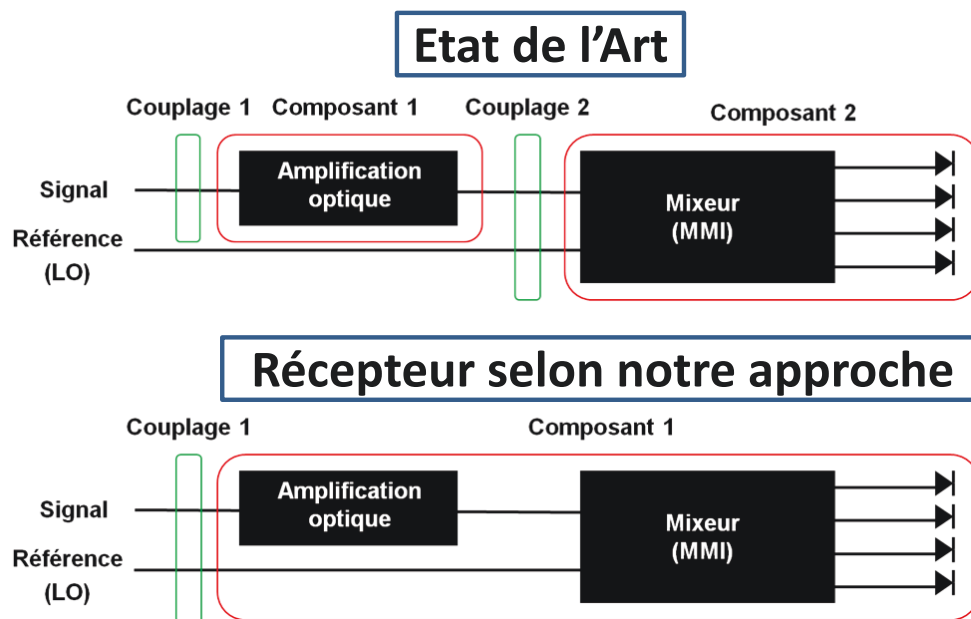 Etat de l'Art
Couplage 1
Composant 1
Couplage 2
Composant 2
Amplification
optique
Signal
Mixeur
(MMI)
Référence
(LO)
Récepteur selon notre approche
Couplage 1
Composant 1
Amplification
optique
Signal
Mixeur
(MMI)
Référence
(LO)